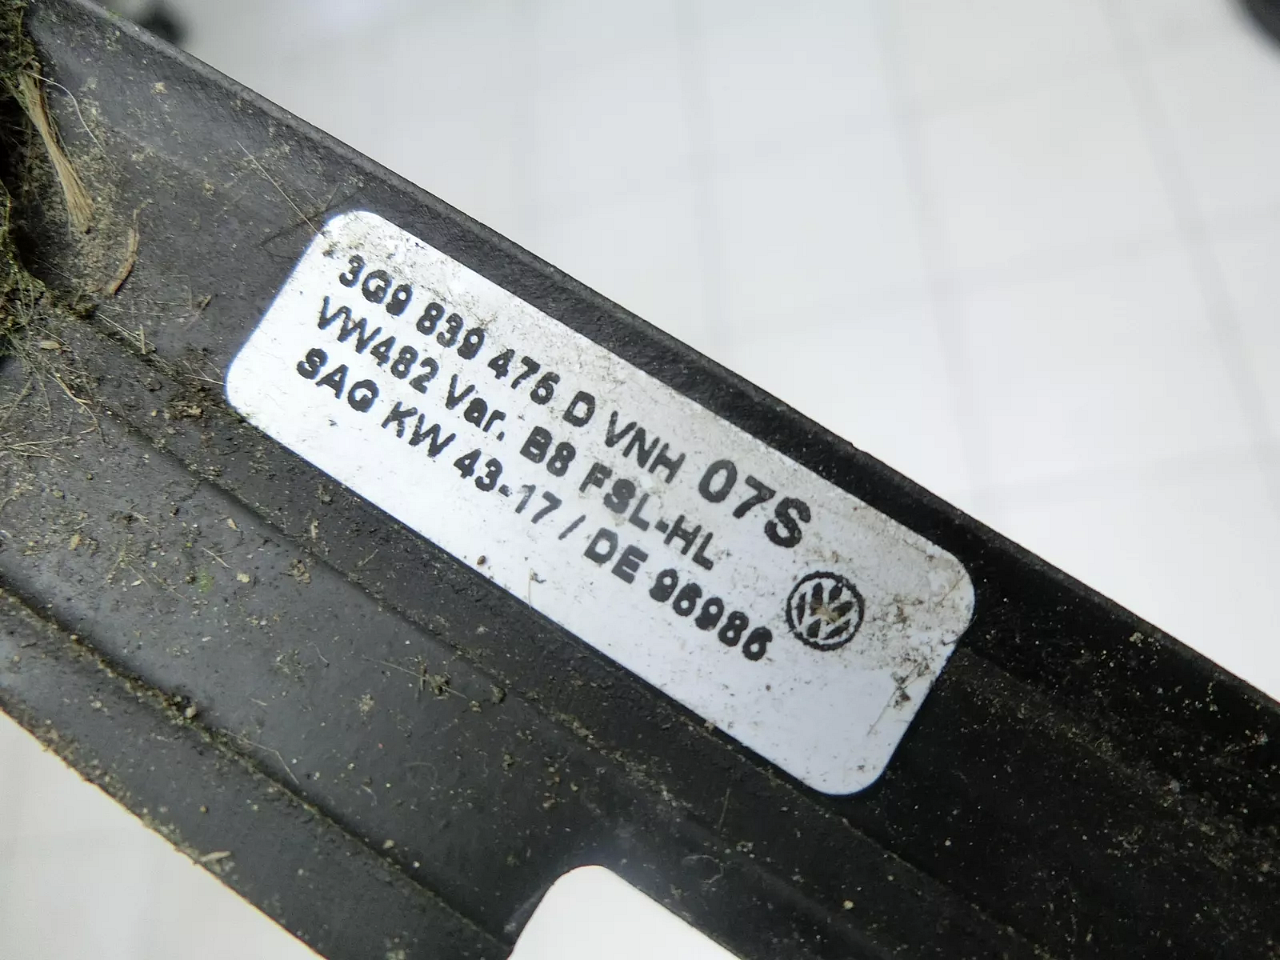 3G9 839 475 D VNH 07S
VW482 Var. B8 FSL-HL
SAG KW 43-17 / DE 96986